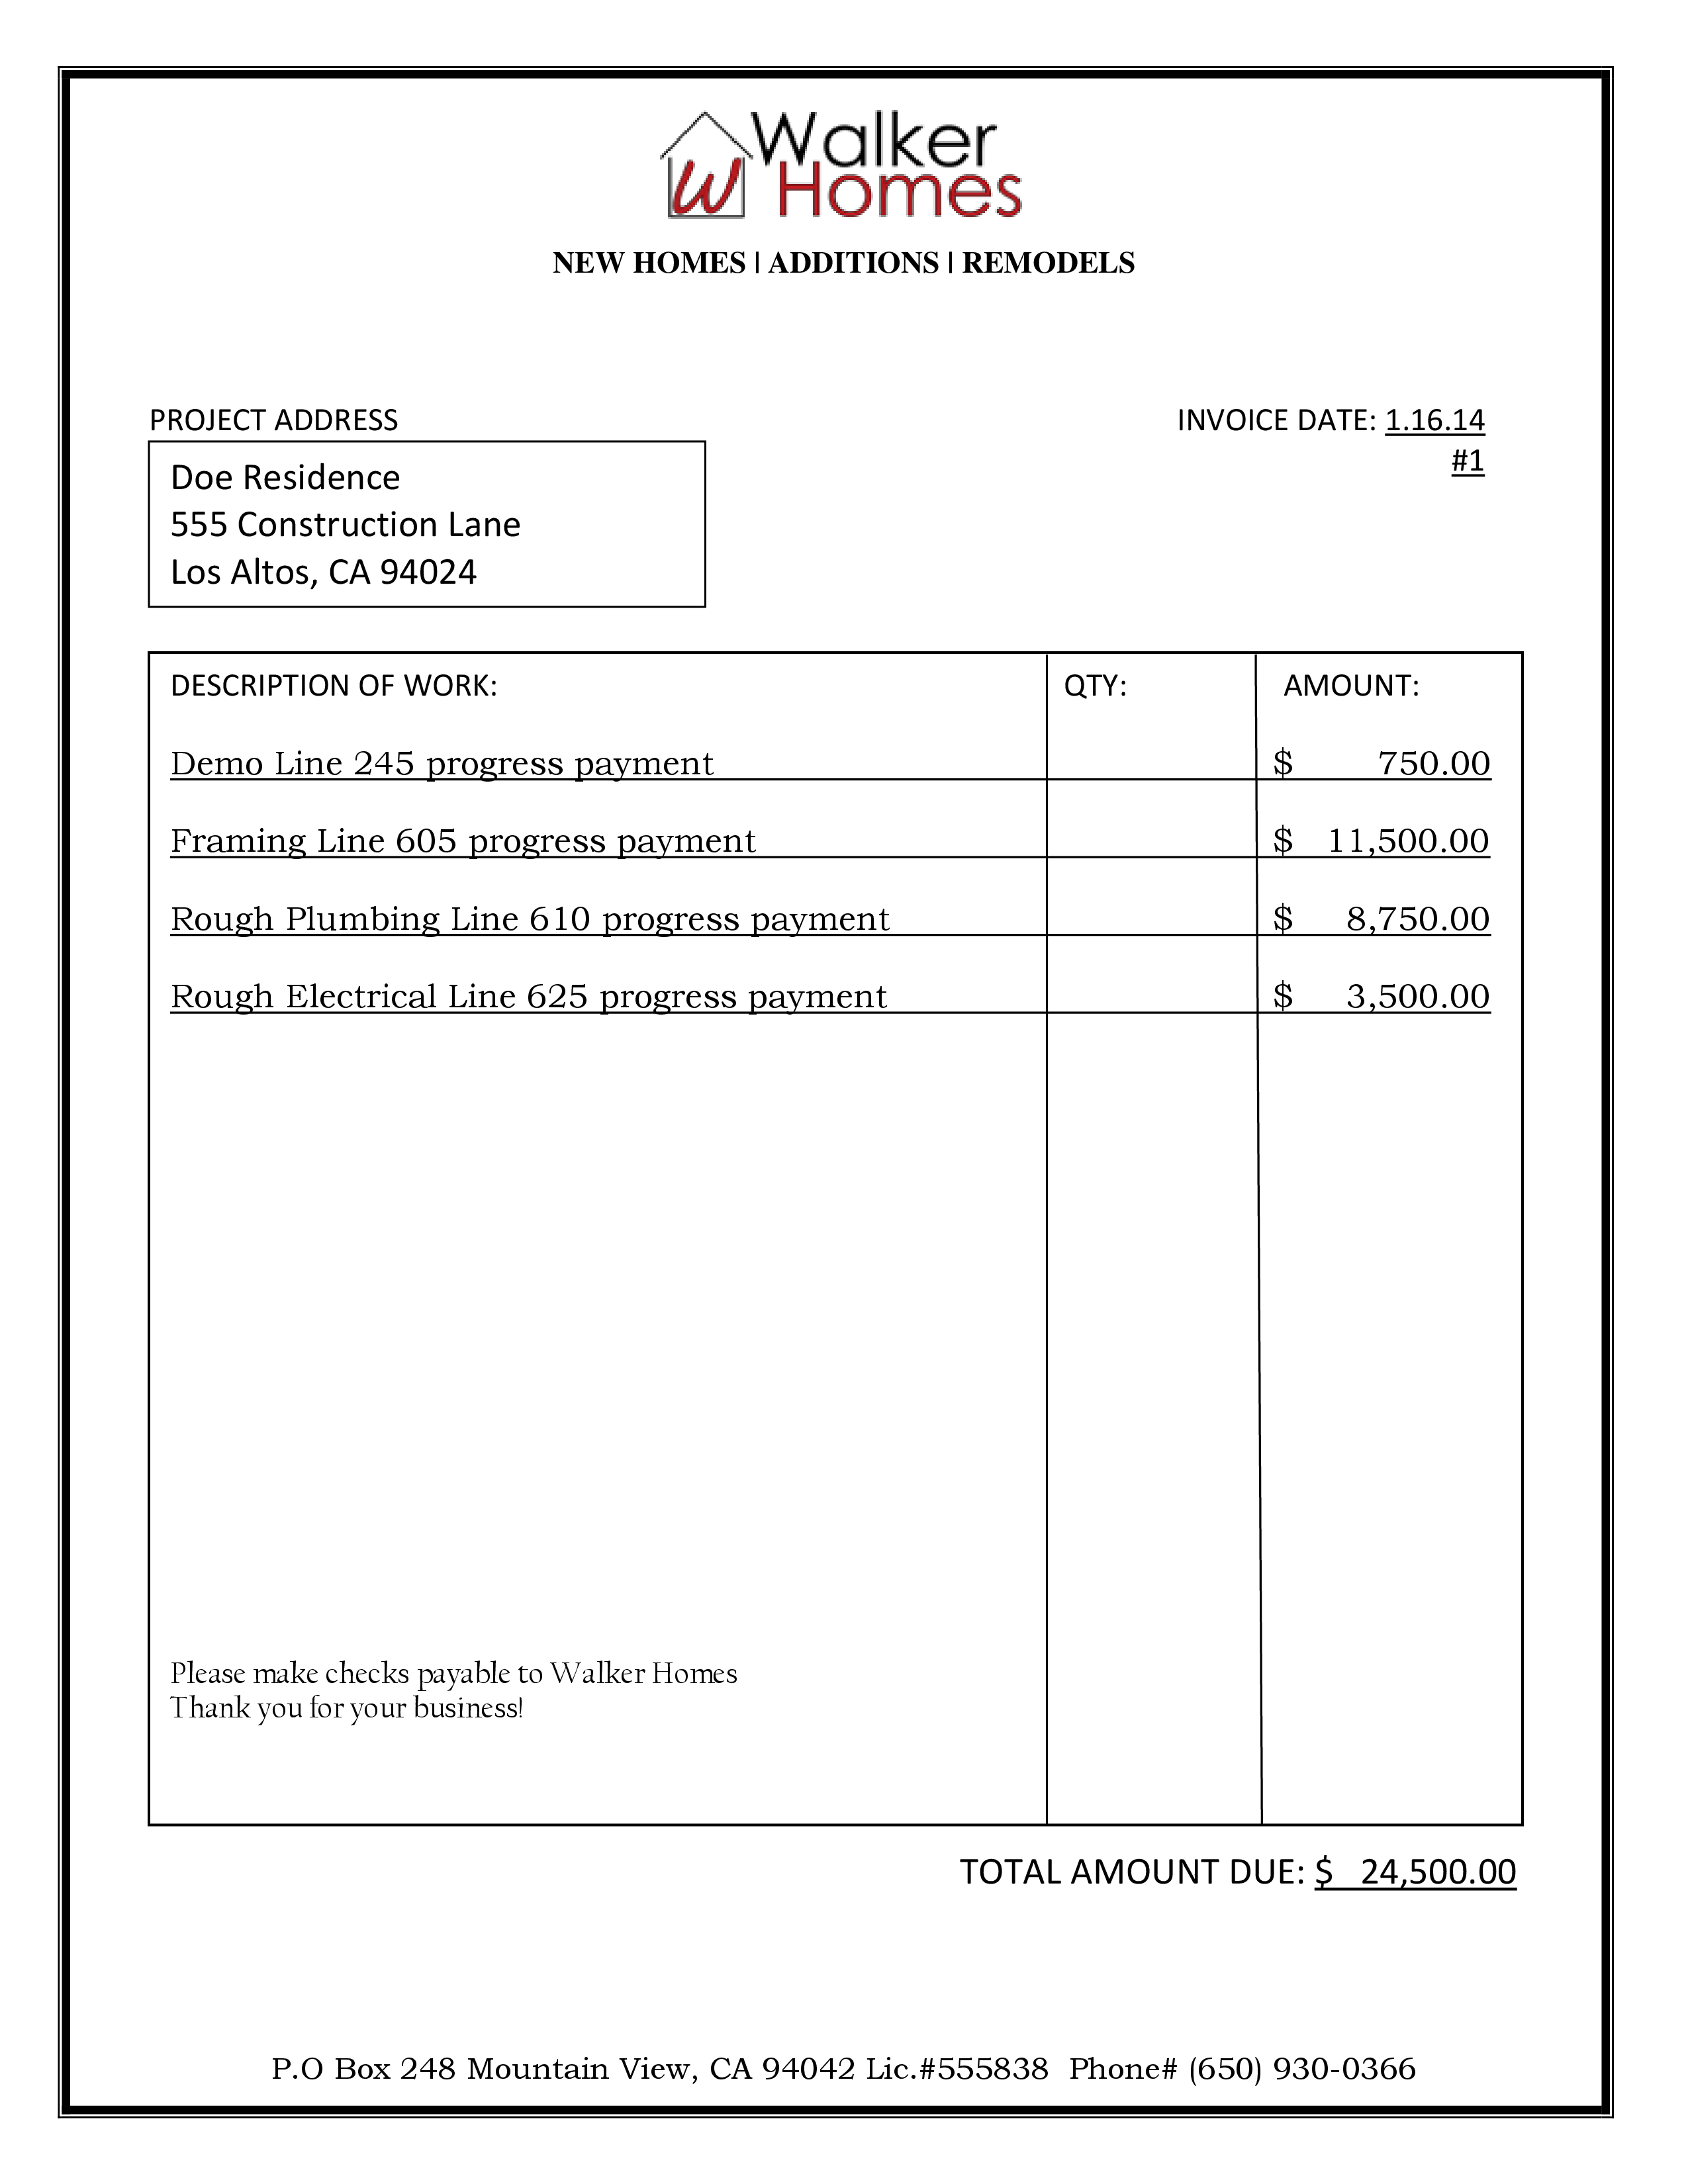 W Walker
Homes
NEW HOMES | ADDITIONS | REMODELS
PROJECT ADDRESS
INVOICE DATE: 1.16.14
#1
Doe Residence
555 Construction Lane
Los Altos, CA 94024
DESCRIPTION OF WORK: QTY: AMOUNT:
Demo Line 245 progress payment $ 750.00
Framing Line 605 progress payment $ 11,500.00
Rough Plumbing Line 610 progress payment $ 8,750.00
Rough Electrical Line 625 progress payment $ 3,500.00
Please make checks payable to Walker Homes
Thank you for your business!
TOTAL AMOUNT DUE: $ 24,500.00
P.O Box 248 Mountain View, CA 94042 Lic.#555838 Phone# (650) 930-0366